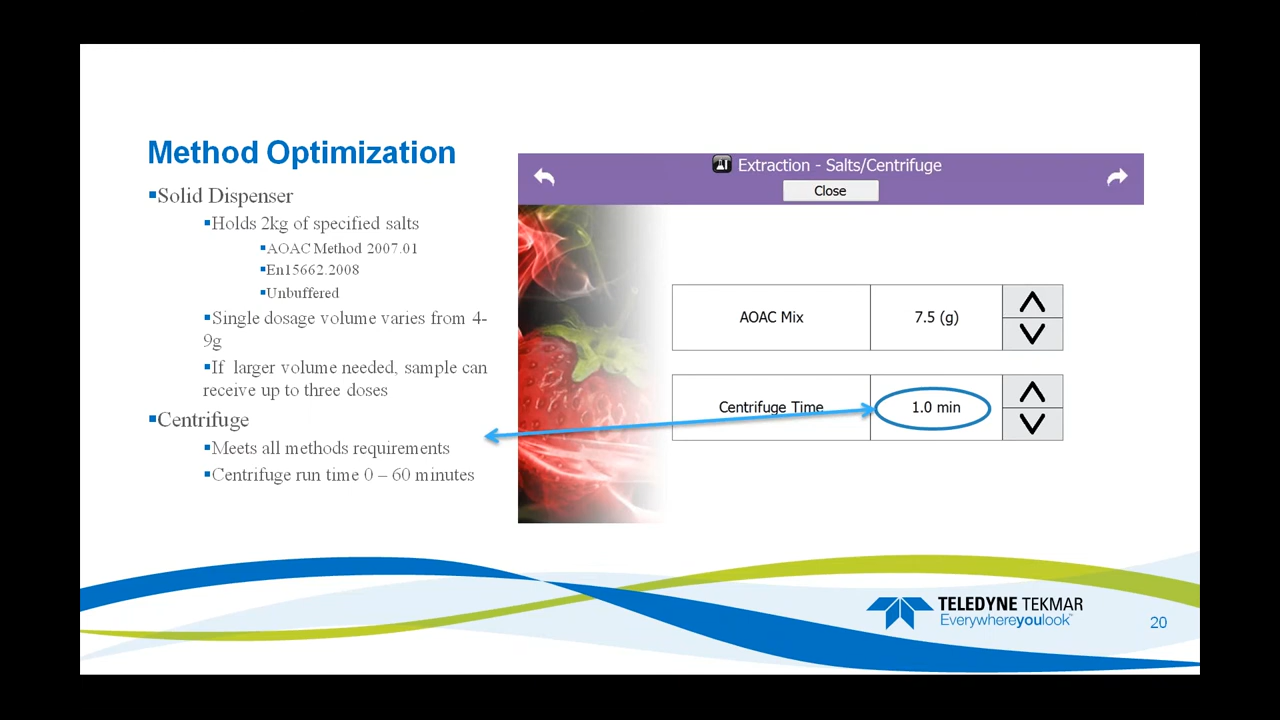 Method Optimization
▪Solid Dispenser
▪Holds 2kg of specified salts
▪AOAC Method 2007.01
▪En15662.2008
▪Unbuffered
▪Single dosage volume varies from 4-
9g
▪If larger volume needed, sample can
receive up to three doses
▪Centrifuge
▪Meets all methods requirements
▪Centrifuge run time 0 – 60 minutes
Extraction - Salts/Centrifuge
Close
AOAC Mix 7.5 (g)
Centrifuge Time 1.0 min
TELEDYNE TEKMAR
Everywhereyoulook™
20